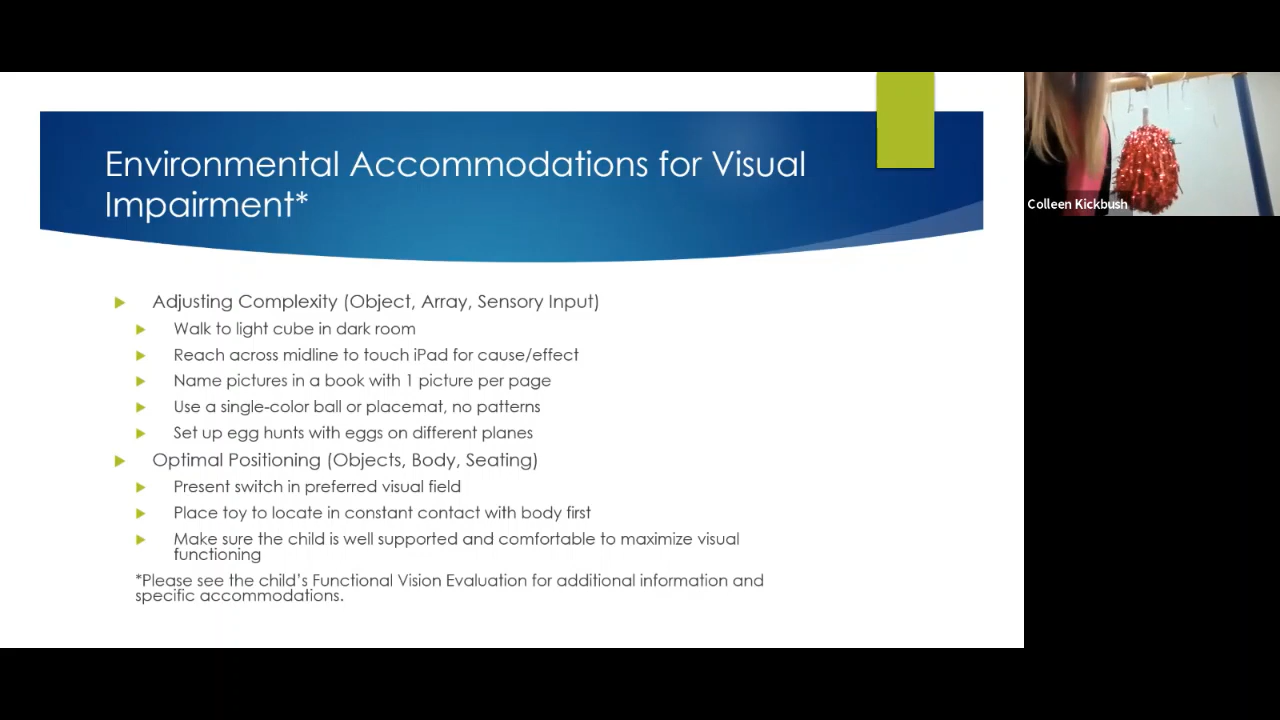 Environmental Accommodations for Visual
Impairment*
Colleen Kickbush
Adjusting Complexity (Object, Array, Sensory Input)
Walk to light cube in dark room
Reach across midline to touch iPad for cause/effect
Name pictures in a book with 1 picture per page
Use a single-color ball or placemat, no patterns
Set up egg hunts with eggs on different planes
Optimal Positioning (Objects, Body, Seating)
Present switch in preferred visual field
Place toy to locate in constant contact with body first
Make sure the child is well supported and comfortable to maximize visual
functioning
*Please see the child’s Functional Vision Evaluation for additional information and
specific accommodations.